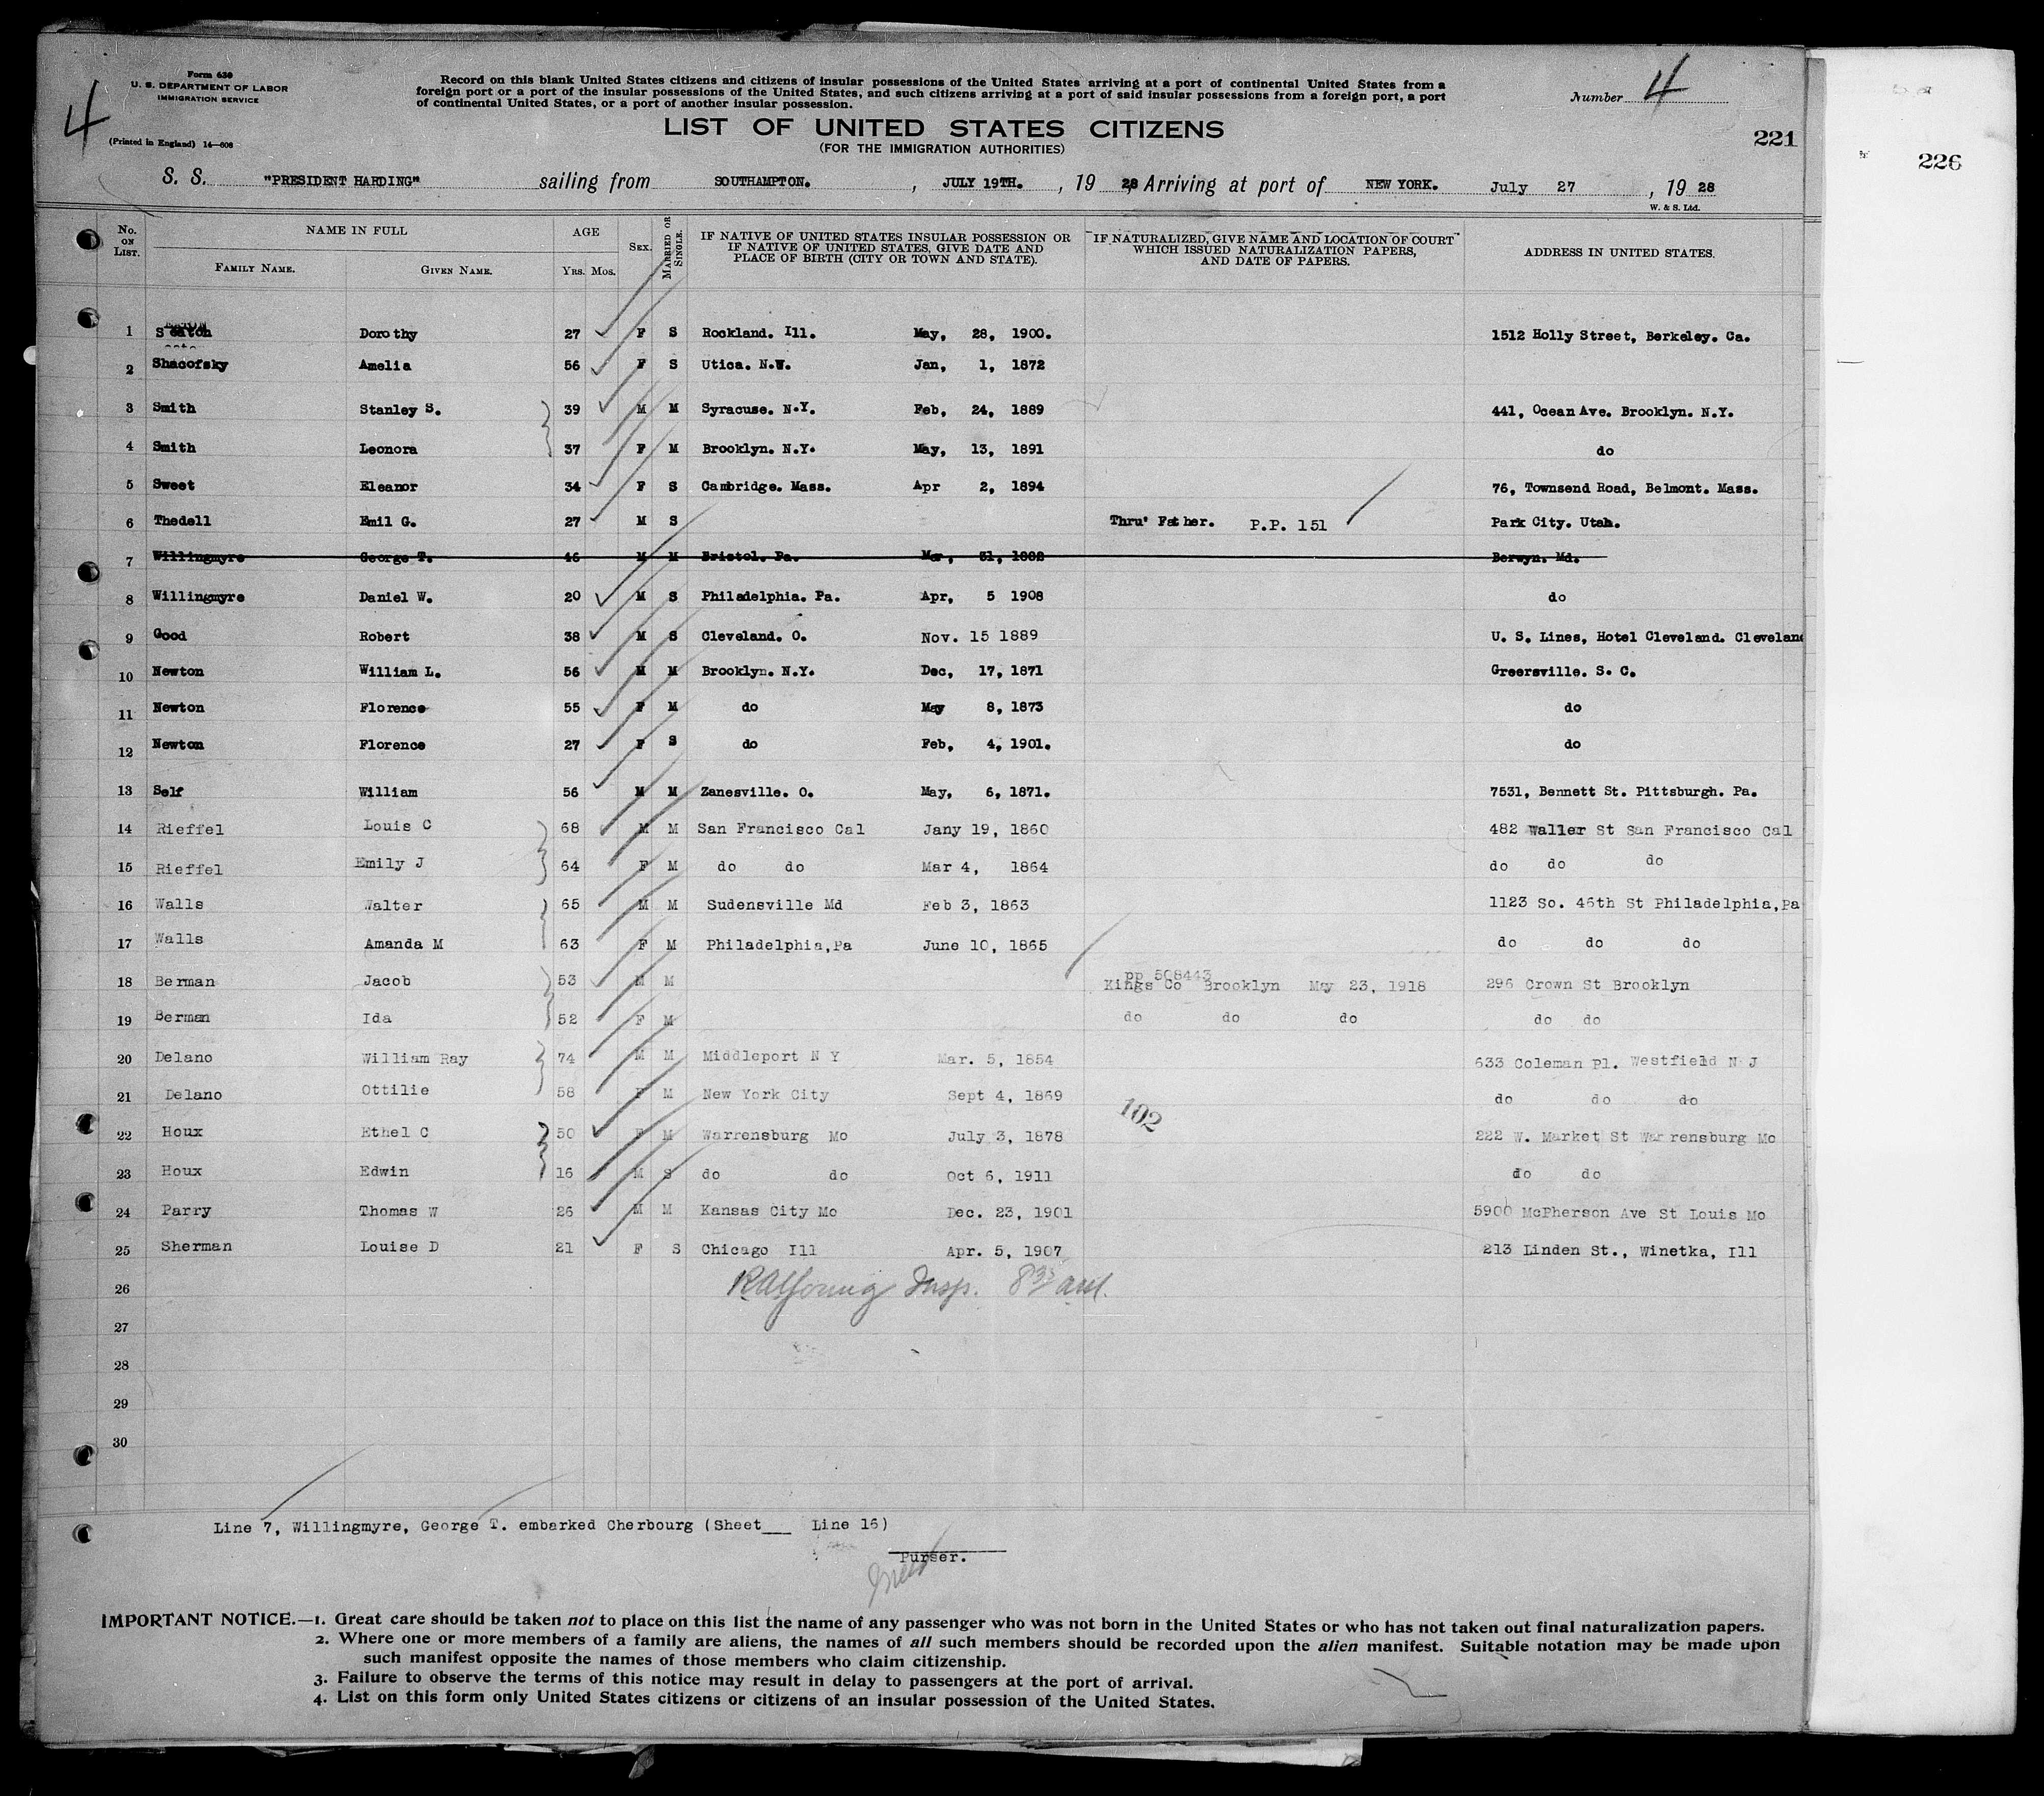 Form 630
U. S. DEPARTMENT OF LABOR
IMMIGRATION SERVICE
(Printed in England) 14—608
4
Record on this blank United States citizens and citizens of insular possessions of the United States arriving at a port of continental United States from a
foreign port or a port of the insular possessions of the United States, and such citizens arriving at a port of said insular possessions from a foreign port, a port
of continental United States, or a port of another insular possession.
Number 4
LIST OF UNITED STATES CITIZENS
(FOR THE IMMIGRATION AUTHORITIES)
221
226
S. S. "PRESIDENT HARDING" sailing from SOUTHAMPTON. , JULY 19TH. , 19 28, Arriving at port of NEW YORK. July 27 , 19 28
W. & S. Ltd.
No. ON LIST. NAME IN FULL AGE SEX. MARRIED OR SINGLE. IF NATIVE OF UNITED STATES INSULAR POSSESSION OR IF NATIVE OF UNITED STATES, GIVE DATE AND PLACE OF BIRTH (CITY OR TOWN AND STATE). IF NATURALIZED, GIVE NAME AND LOCATION OF COURT WHICH ISSUED NATURALIZATION PAPERS, AND DATE OF PAPERS. ADDRESS IN UNITED STATES.
FAMILY NAME. GIVEN NAME. YRS. MOS.
1 Dorothy 27 F S Rockland. Ill. May, 28, 1900. 1512 Holly Street, Berkeley. Ca.
2 Shacofsky Amelia 56 F S Utica. N.W. Jan, 1, 1872
3 Smith Stanley S. 39 M M Syracuse. N.Y. Feb, 24, 1889 441, Ocean Ave. Brooklyn. N.Y.
4 Smith Leonora 37 F M Brooklyn. N.Y. May, 13, 1891 do
5 Sweet Eleanor 34 F S Cambridge. Mass. Apr 2, 1894 76, Townsend Road, Belmont. Mass.
6 Thedell Emil G. 27 M S Thru' Father. P.P. 151 Park City. Utah.
7 Willingmyre George T. 46 M M Bristol. Pa. Mar, 31, 1882 Berwyn. Md.
8 Willingmyre Daniel W. 20 M S Philadelphia. Pa. Apr, 5 1908 do
9 Good Robert 38 M S Cleveland. O. Nov. 15 1889 U. S. Lines, Hotel Cleveland. Cleveland
10 Newton William L. 56 M M Brooklyn. N.Y. Dec, 17, 1871 Greersville. S. C.
11 Newton Florence 55 F M do May 8, 1873 do
12 Newton Florence 27 F S do Feb, 4, 1901. do
13 Self William 56 M M Zanesville. O. May, 6, 1871. 7531, Bennett St. Pittsburgh. Pa.
14 Rieffel Louis C 68 M M San Francisco Cal Jany 19, 1860 482 Waller St San Francisco Cal
15 Rieffel Emily J 64 F M do do Mar 4, 1864 do do do
16 Walls Walter 65 M M Sudensville Md Feb 3, 1863 1123 So. 46th St Philadelphia,Pa
17 Walls Amanda M 63 F M Philadelphia,Pa June 10, 1865 do do do
pp 508443
18 Berman Jacob 53 M M Kings Co Brooklyn May 23, 1918 296 Crown St Brooklyn
19 Berman Ida 52 F M do do do do do
20 Delano William Ray 74 M M Middleport N Y Mar. 5, 1854 633 Coleman Pl. Westfield N J
21 Delano Ottilie 58 F M New York City Sept 4, 1869 do do do
102
22 Houx Ethel C 50 F M Warrensburg Mo July 3, 1878 222 W. Market St Warrensburg Mo
23 Houx Edwin 16 M S do do Oct 6, 1911 do do
24 Parry Thomas W 26 M M Kansas City Mo Dec. 23, 1901 5900 McPherson Ave St Louis Mo
25 Sherman Louise D 21 F S Chicago Ill Apr. 5, 1907 213 Linden St., Winetka, Ill
26 Insp.
27
28
29
30
Line 7, Willingmyre, George T. embarked Cherbourg (Sheet___ Line 16)
Purser.
IMPORTANT NOTICE.—1. Great care should be taken not to place on this list the name of any passenger who was not born in the United States or who has not taken out final naturalization papers.
2. Where one or more members of a family are aliens, the names of all such members should be recorded upon the alien manifest. Suitable notation may be made upon
such manifest opposite the names of those members who claim citizenship.
3. Failure to observe the terms of this notice may result in delay to passengers at the port of arrival.
4. List on this form only United States citizens or citizens of an insular possession of the United States.